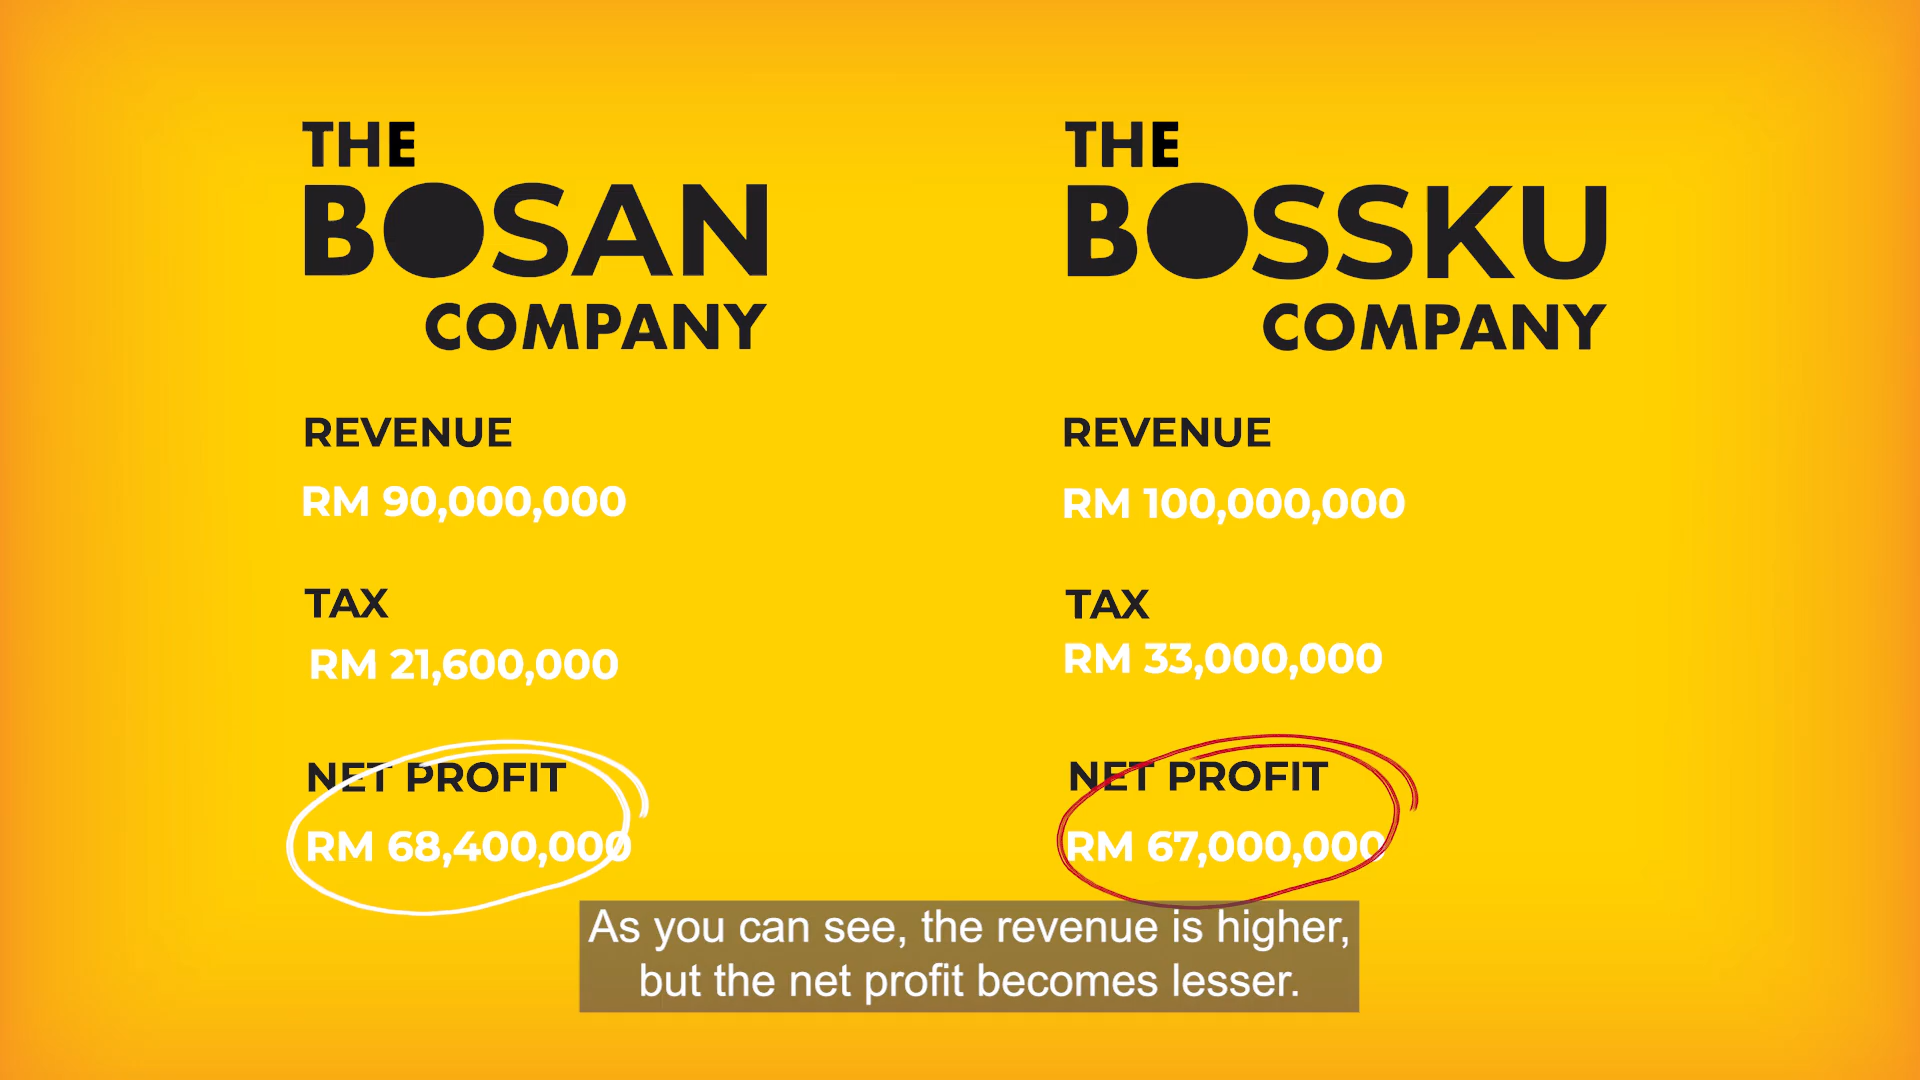 THE
BOSAN
COMPANY
REVENUE
RM 90,000,000
TAX
RM 21,600,000
NET PROFIT
RM 68,400,000
THE
BOSSKU
COMPANY
REVENUE
RM 100,000,000
TAX
RM 33,000,000
NET PROFIT
RM 67,000,000
As you can see, the revenue is higher,
but the net profit becomes lesser.